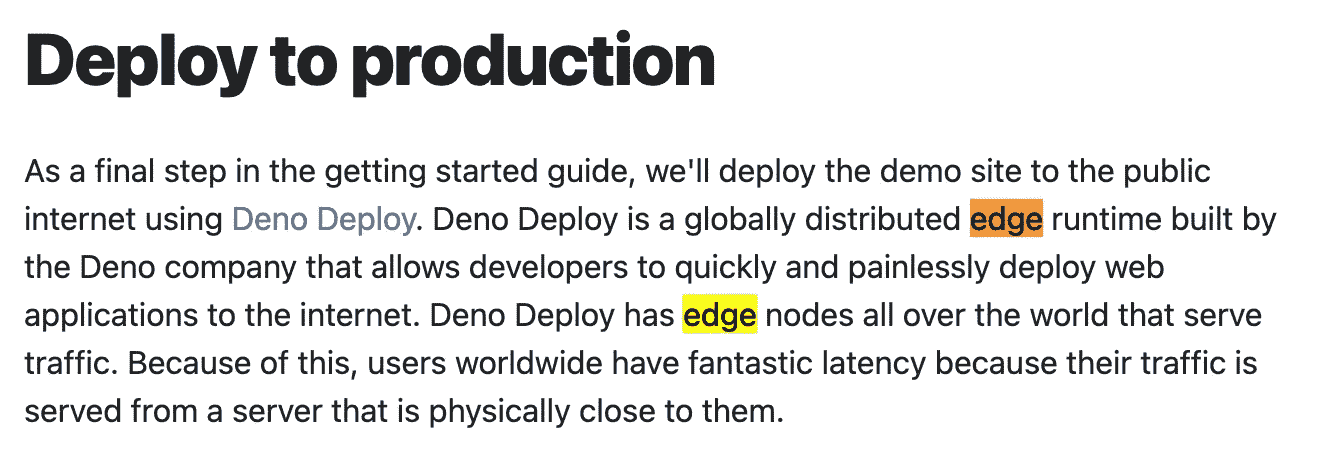 Deploy to production
As a final step in the getting started guide, we'll deploy the demo site to the public
internet using Deno Deploy. Deno Deploy is a globally distributed edge runtime built by
the Deno company that allows developers to quickly and painlessly deploy web
applications to the internet. Deno Deploy has edge nodes all over the world that serve
traffic. Because of this, users worldwide have fantastic latency because their traffic is
served from a server that is physically close to them.